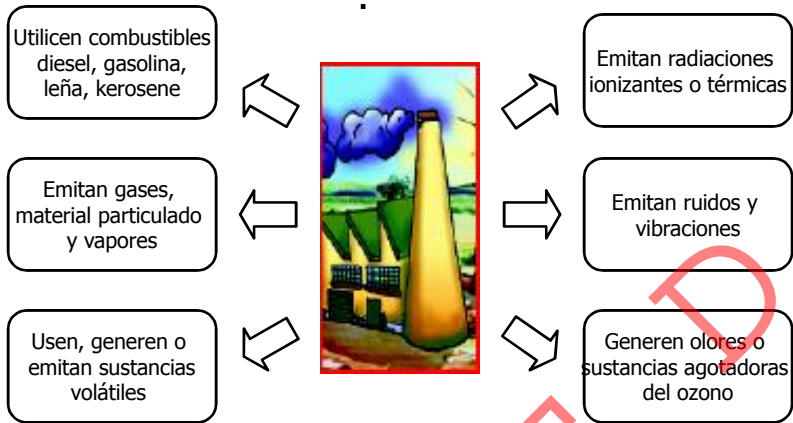 Utilicen combustibles
diesel, gasolina,
leña, kerosene
Emitan radiaciones
ionizantes o térmicas
Emitan gases,
material particulado
y vapores
Emitan ruidos y
vibraciones
Usen, generen o
emitan sustancias
volátiles
Generen olores o
sustancias agotadoras
del ozono
D